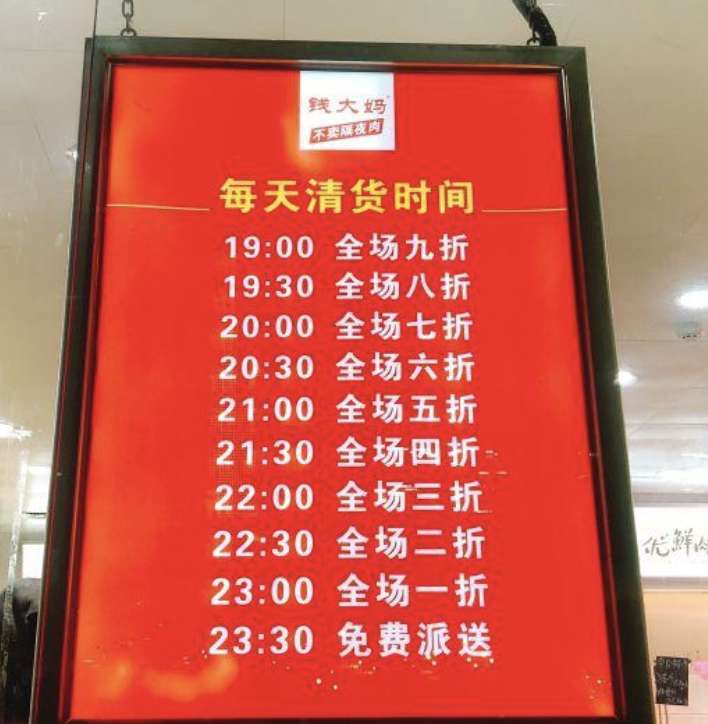 钱大妈
不卖隔夜肉
每天清货时间
19:00 全场九折
19:30 全场八折
20:00 全场七折
20:30 全场六折
21:00 全场五折
21:30 全场四折
22:00 全场三折
22:30 全场二折
23:00 全场一折
23:30 免费派送
优鲜